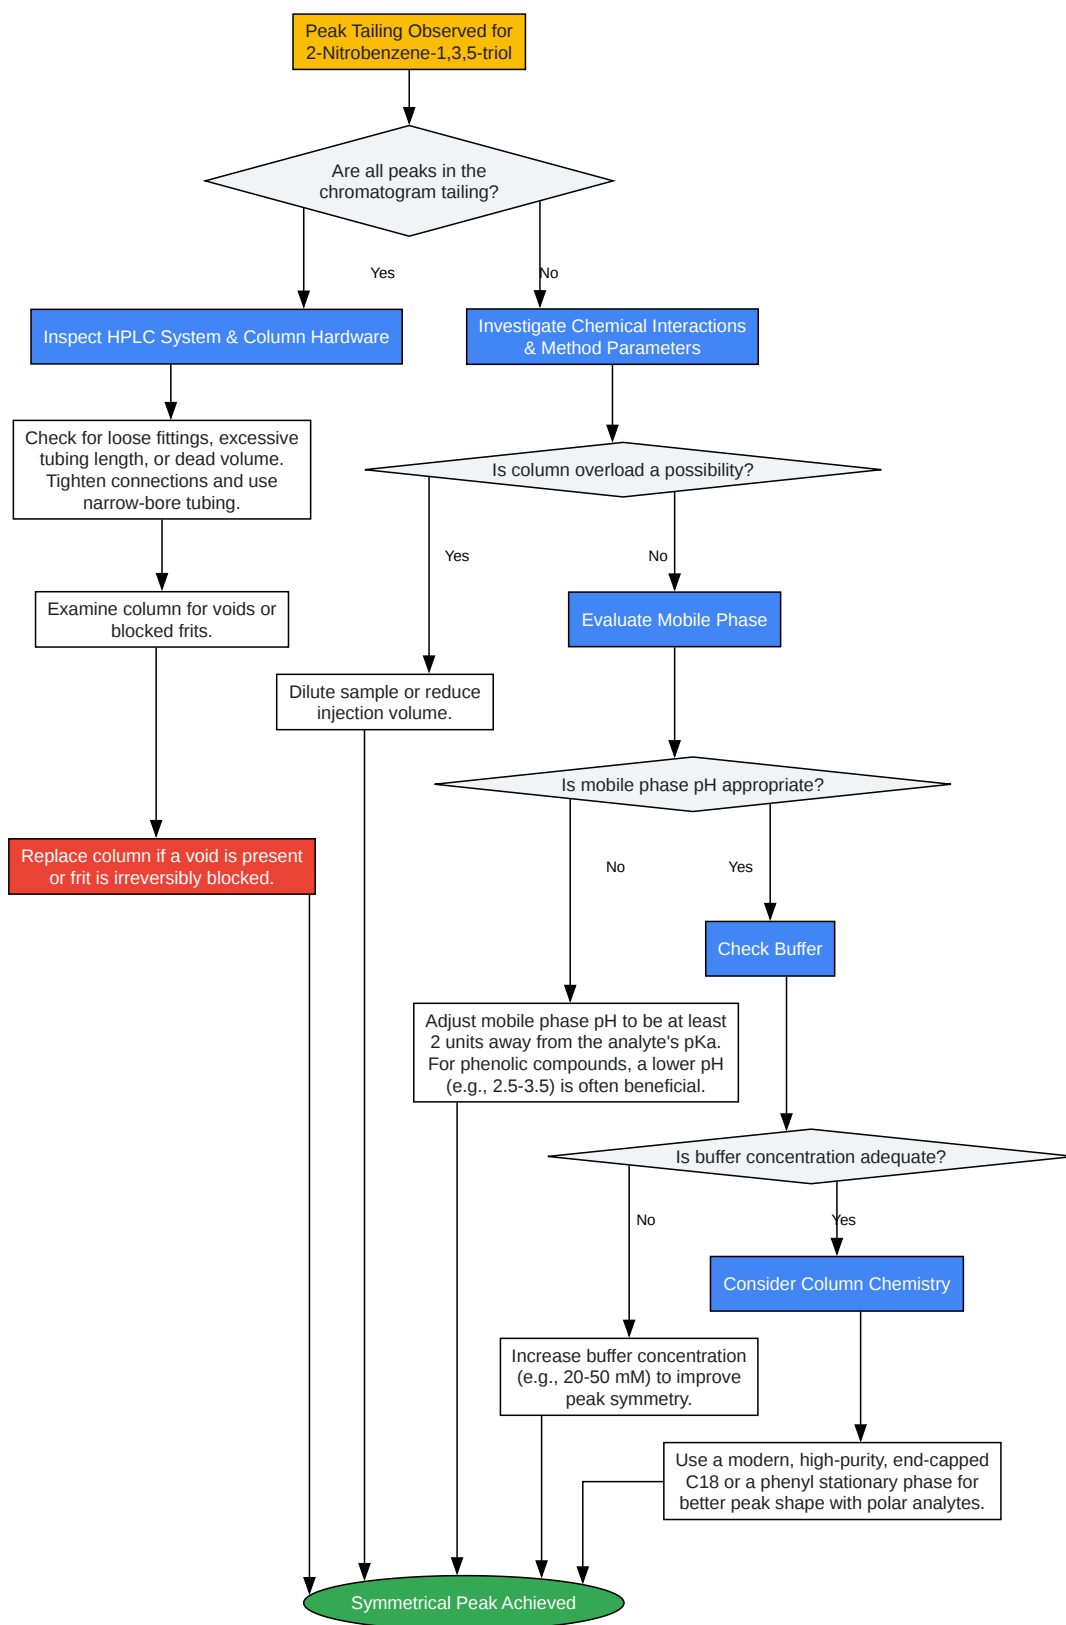 Peak Tailing Observed for
2-Nitrobenzene-1,3,5-triol
Are all peaks in the
chromatogram tailing?
Yes
No
Inspect HPLC System & Column Hardware
Investigate Chemical Interactions
& Method Parameters
Check for loose fittings, excessive
tubing length, or dead volume.
Tighten connections and use
narrow-bore tubing.
Is column overload a possibility?
Yes
No
Examine column for voids or
blocked frits.
Evaluate Mobile Phase
Dilute sample or reduce
injection volume.
Is mobile phase pH appropriate?
Replace column if a void is present
or frit is irreversibly blocked.
No
Yes
Check Buffer
Adjust mobile phase pH to be at least
2 units away from the analyte's pKa.
For phenolic compounds, a lower pH
(e.g., 2.5-3.5) is often beneficial.
Is buffer concentration adequate?
No
Yes
Consider Column Chemistry
Increase buffer concentration
(e.g., 20-50 mM) to improve
peak symmetry.
Use a modern, high-purity, end-capped
C18 or a phenyl stationary phase for
better peak shape with polar analytes.
Symmetrical Peak Achieved